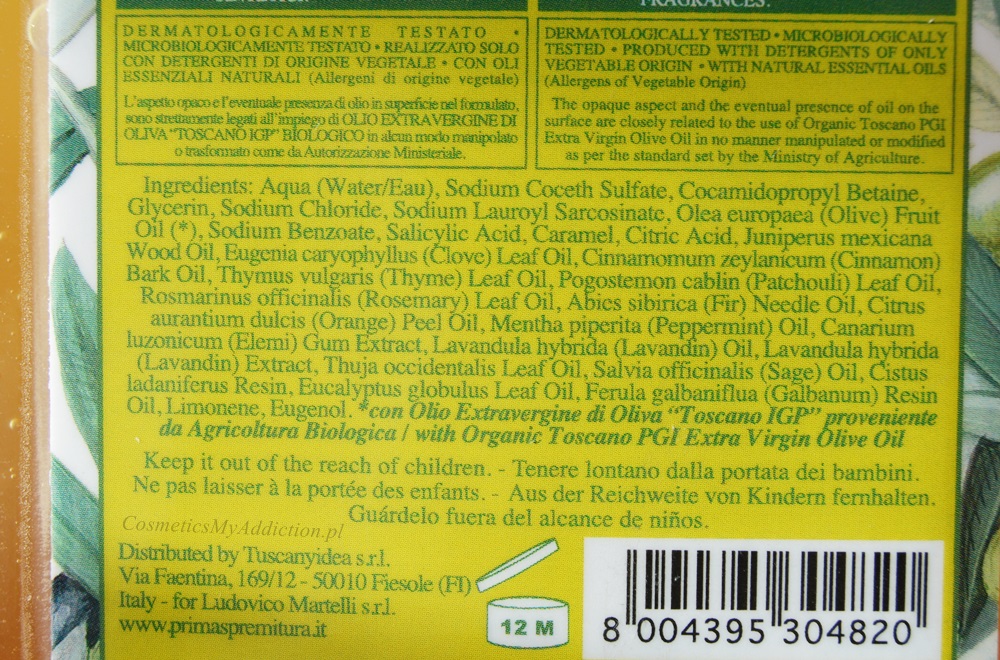 FRAGRANCES.
DERMATOLOGICAMENTE TESTATO •
MICROBIOLOGICAMENTE TESTATO • REALIZZATO SOLO
CON DETERGENTI DI ORIGINE VEGETALE • CON OLI
ESSENZIALI NATURALI (Allergeni di origine vegetale)
L'aspetto opaco e l'eventuale presenza di olio in superficie nel formulato,
sono strettamente legati all'impiego di OLIO EXTRAVERGINE DI
OLIVA "TOSCANO IGP" BIOLOGICO in alcun modo manipolato
o trasformato come da Autorizzazione Ministeriale.
DERMATOLOGICALLY TESTED • MICROBIOLOGICALLY
TESTED • PRODUCED WITH DETERGENTS OF ONLY
VEGETABLE ORIGIN • WITH NATURAL ESSENTIAL OILS
(Allergens of Vegetable Origin)
The opaque aspect and the eventual presence of oil on the
surface are closely related to the use of Organic Toscano PGI
Extra Virgin Olive Oil in no manner manipulated or modified
as per the standard set by the Ministry of Agriculture.
Ingredients: Aqua (Water/Eau), Sodium Coceth Sulfate, Cocamidopropyl Betaine,
Glycerin, Sodium Chloride, Sodium Lauroyl Sarcosinate, Olea europaea (Olive) Fruit
Oil (*), Sodium Benzoate, Salicylic Acid, Caramel, Citric Acid, Juniperus mexicana
Wood Oil, Eugenia caryophyllus (Clove) Leaf Oil, Cinnamomum zeylanicum (Cinnamon)
Bark Oil, Thymus vulgaris (Thyme) Leaf Oil, Pogostemon cablin (Patchouli) Leaf Oil,
Rosmarinus officinalis (Rosemary) Leaf Oil, Abics sibirica (Fir) Needle Oil, Citrus
aurantium dulcis (Orange) Peel Oil, Mentha piperita (Peppermint) Oil, Canarium
luzonicum (Elemi) Gum Extract, Lavandula hybrida (Lavandin) Oil, Lavandula hybrida
(Lavandin) Extract, Thuja occidentalis Leaf Oil, Salvia officinalis (Sage) Oil, Cistus
ladaniferus Resin, Eucalyptus globulus Leaf Oil, Ferula galbaniflua (Galbanum) Resin
Oil, Limonene, Eugenol. *con Olio Extravergine di Oliva "Toscano IGP" proveniente
da Agricoltura Biologica / with Organic Toscano PGI Extra Virgin Olive Oil
Keep it out of the reach of children. - Tenere lontano dalla portata dei bambini.
Ne pas laisser à la portée des enfants. - Aus der Reichweite von Kindern fernhalten.
Guárdelo fuera del alcance de niños.
CosmeticsMyAddiction.pl
Distributed by Tuscanyidea s.r.l.
Via Faentina, 169/12 - 50010 Fiesole (FI)
Italy - for Ludovico Martelli s.r.l.
www.primaspremitura.it
12 M
8 004395 304820